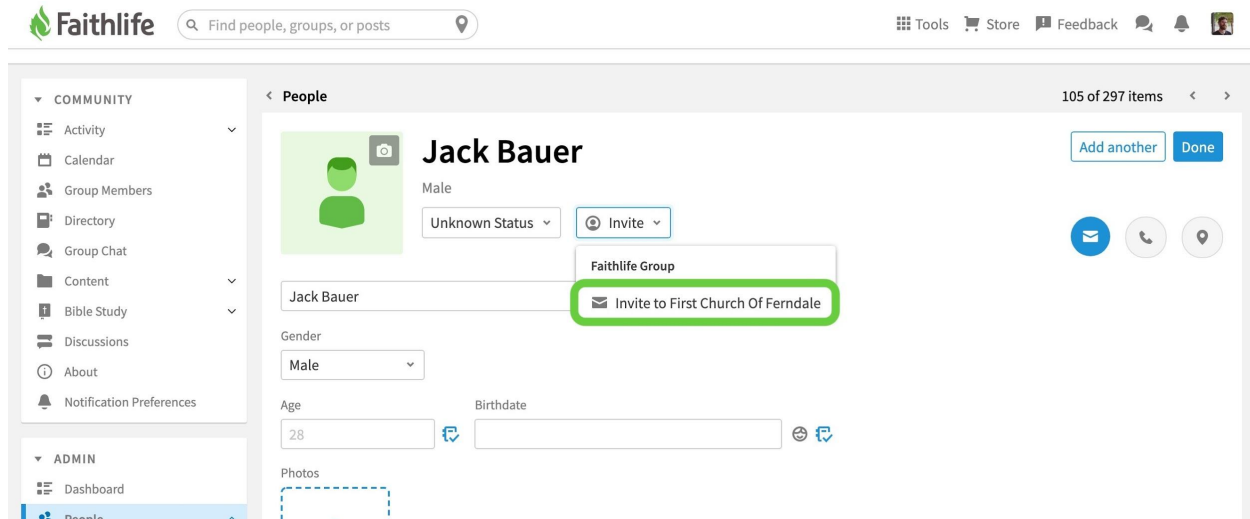 Faithlife
Find people, groups, or posts
Tools
Store
Feedback
COMMUNITY
Activity
Calendar
Group Members
Directory
Group Chat
Content
Bible Study
Discussions
About
Notification Preferences
ADMIN
Dashboard
People
People
105 of 297 items
Jack Bauer
Add another
Done
Male
Unknown Status
Invite
Faithlife Group
Invite to First Church Of Ferndale
Jack Bauer
Gender
Male
Age
Birthdate
28
Photos